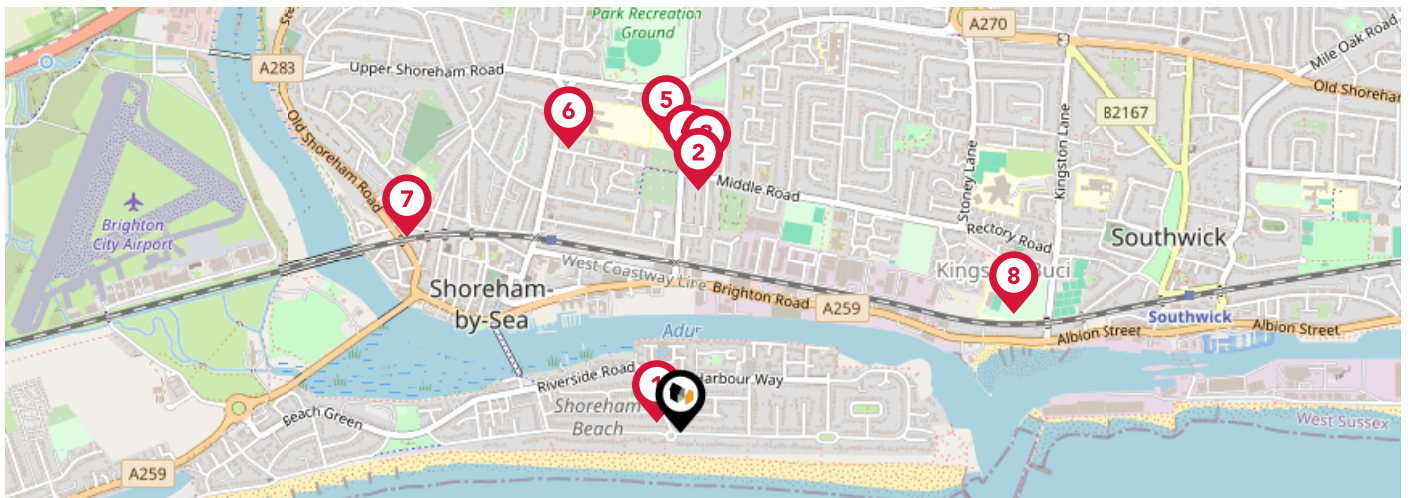 Park Recreation
Ground
A270
Mile Oak Road
A283
Upper Shoreham Road
Old Shoreham
5
6
B2167
Kingston Lane
Old Shoreham Road
2
Middle Road
Stoney Lane
7
Brighton
City Airport
Rectory Road
Southwick
West Coastway Line
8
Shoreham-
by-Sea
Brighton Road
A259
Southwick
Adur
Albion Street
Albion Street
Riverside Road
1
Harbour Way
Shoreham
Beach
Beach Green
West Sussex
A259